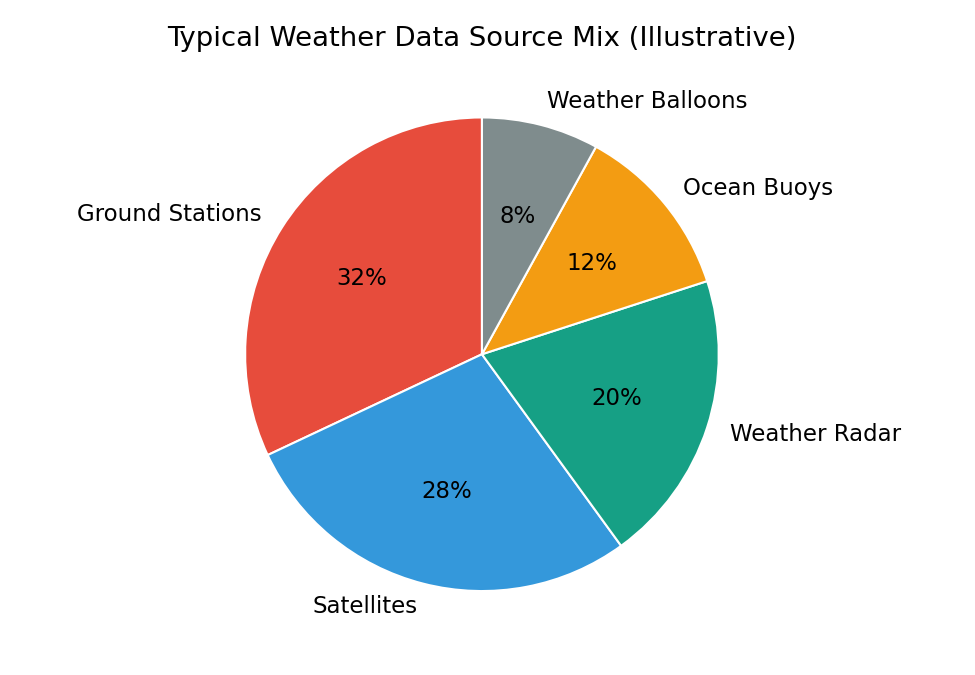 Typical Weather Data Source Mix (Illustrative)
Weather Balloons
Ocean Buoys
Ground Stations
8%
12%
32%
20%
Weather Radar
28%
Satellites